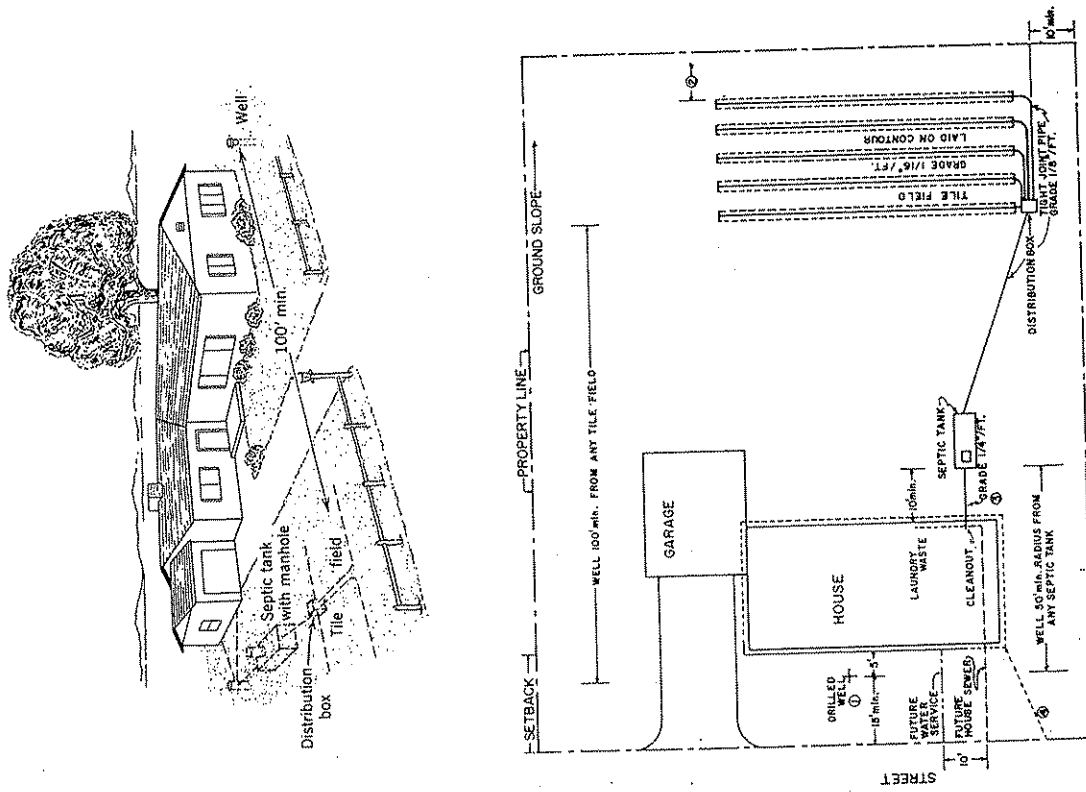 Well
100' min.
Septic tank
with manhole
Tile field
Distribution
box
SETBACK
PROPERTY LINE
GROUND SLOPE
WELL 100' min. FROM ANY TILE FIELD
②
GARAGE
TILE FIELD
GRADE 1/16"/FT.
LAID ON CONTOUR
10' min.
HOUSE
LAUNDRY
WASTE
CLEANOUT
10' min.
SEPTIC TANK
GRADE 1/4"/FT.
③
DISTRIBUTION BOX
TIGHT JOINT PIPE
GRADE 1/8"/FT.
DRILLED
WELL
①
15' min.
5'
FUTURE
WATER
SERVICE
FUTURE
HOUSE SEWER
10'
④
WELL 50' min. RADIUS FROM
ANY SEPTIC TANK
STREET